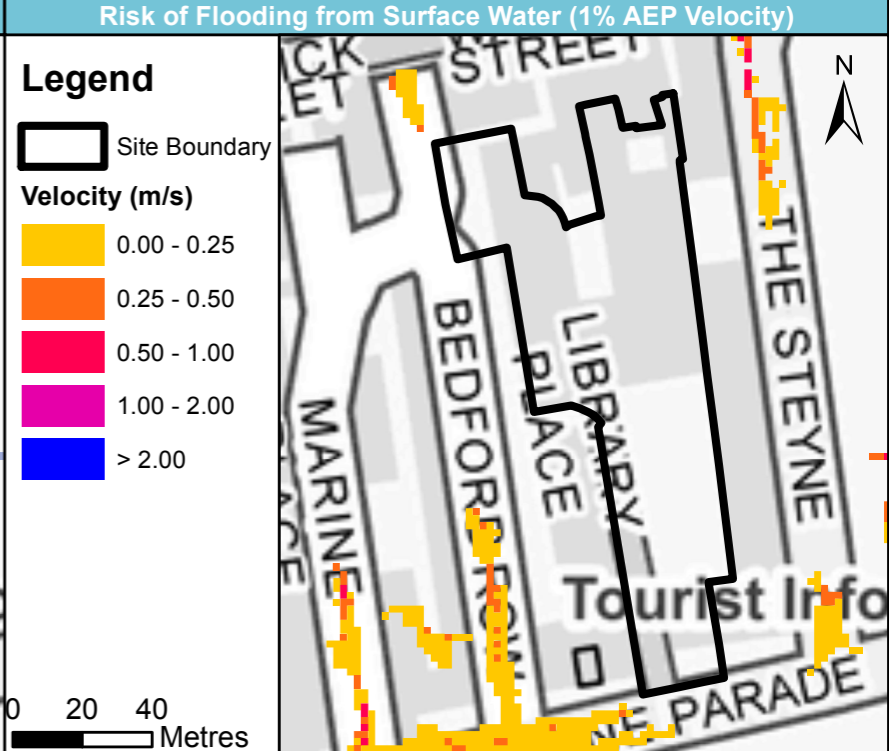 Risk of Flooding from Surface Water (1% AEP Velocity)
Legend
Site Boundary
Velocity (m/s)
0.00 - 0.25
0.25 - 0.50
0.50 - 1.00
1.00 - 2.00
> 2.00
0 20 40
Metres
N
STREET
THE STEYNE
BEDFORD ROW
LIBRARY
PLACE
MARINE
Tourist Info
PARADE